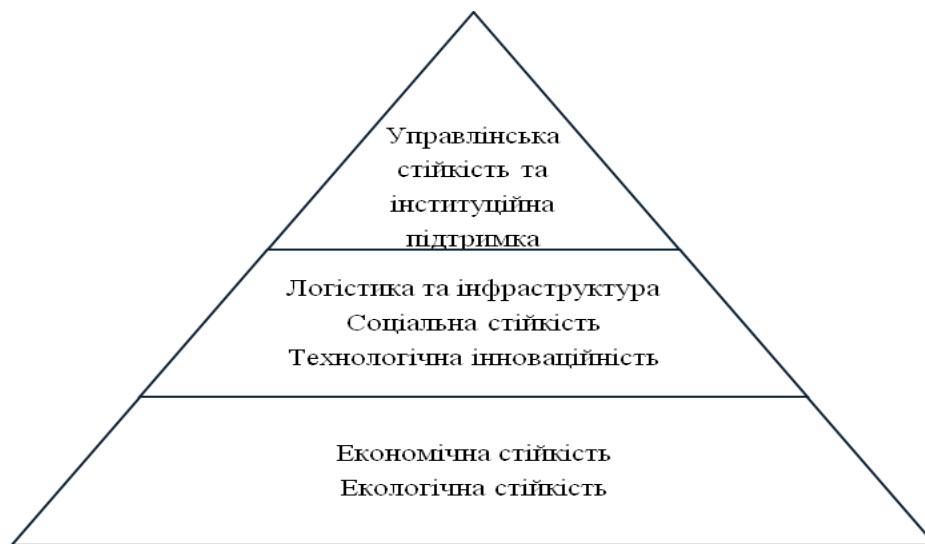 Управлінська
стійкість та
інституційна
підтримка
Логістика та інфраструктура
Соціальна стійкість
Технологічна інноваційність
Економічна стійкість
Екологічна стійкість